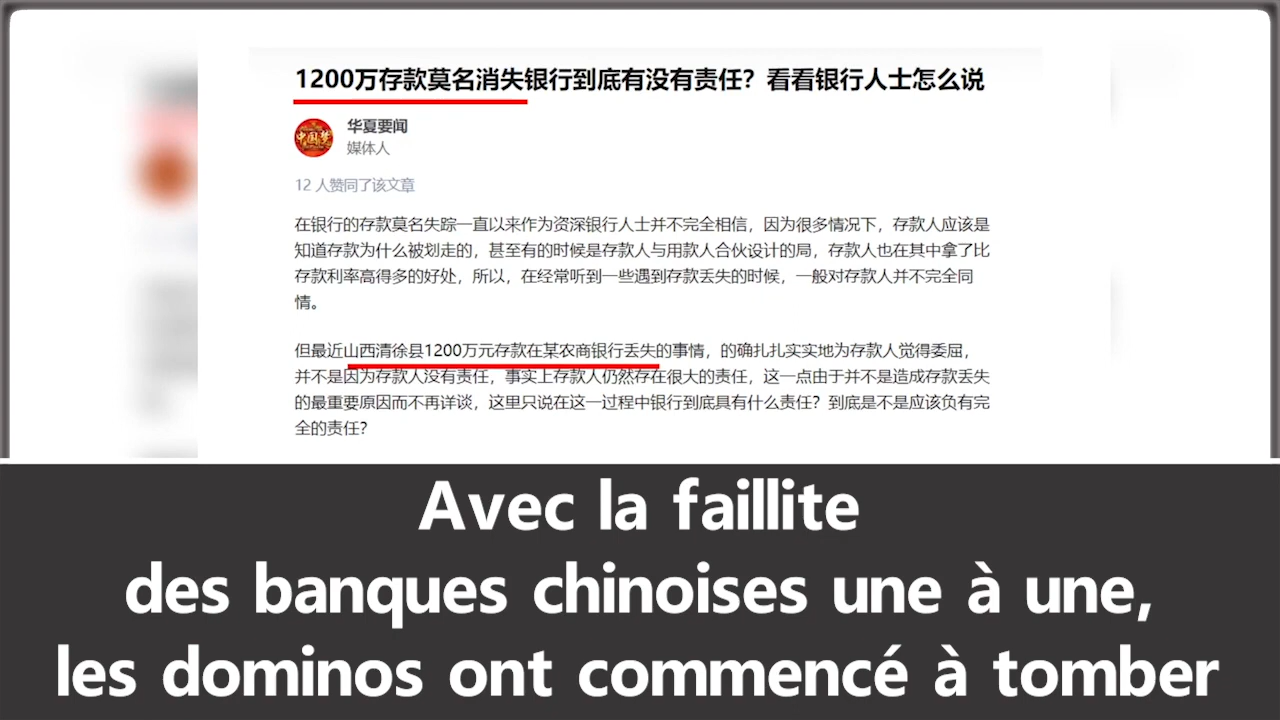 1200万存款莫名消失银行到底有没有责任？看看银行人士怎么说
中国梦
华夏要闻
媒体人
12 人赞同了该文章
在银行的存款莫名失踪一直以来作为资深银行人士并不完全相信，因为很多情况下，存款人应该是
知道存款为什么被划走的，甚至有的时候是存款人与用款人合伙设计的局，存款人也在其中拿了比
存款利率高得多的好处，所以，在经常听到一些遇到存款丢失的时候，一般对存款人并不完全同
情。
但最近山西清徐县1200万元存款在某农商银行丢失的事情，的确扎扎实实地为存款人觉得委屈，
并不是因为存款人没有责任，事实上存款人仍然存在很大的责任，这一点由于并不是造成存款丢失
的最重要原因而不再详谈，这里只说在这一过程中银行到底具有什么责任？到底是不是应该负有完
全的责任？
Avec la faillite
des banques chinoises une à une,
les dominos ont commencé à tomber